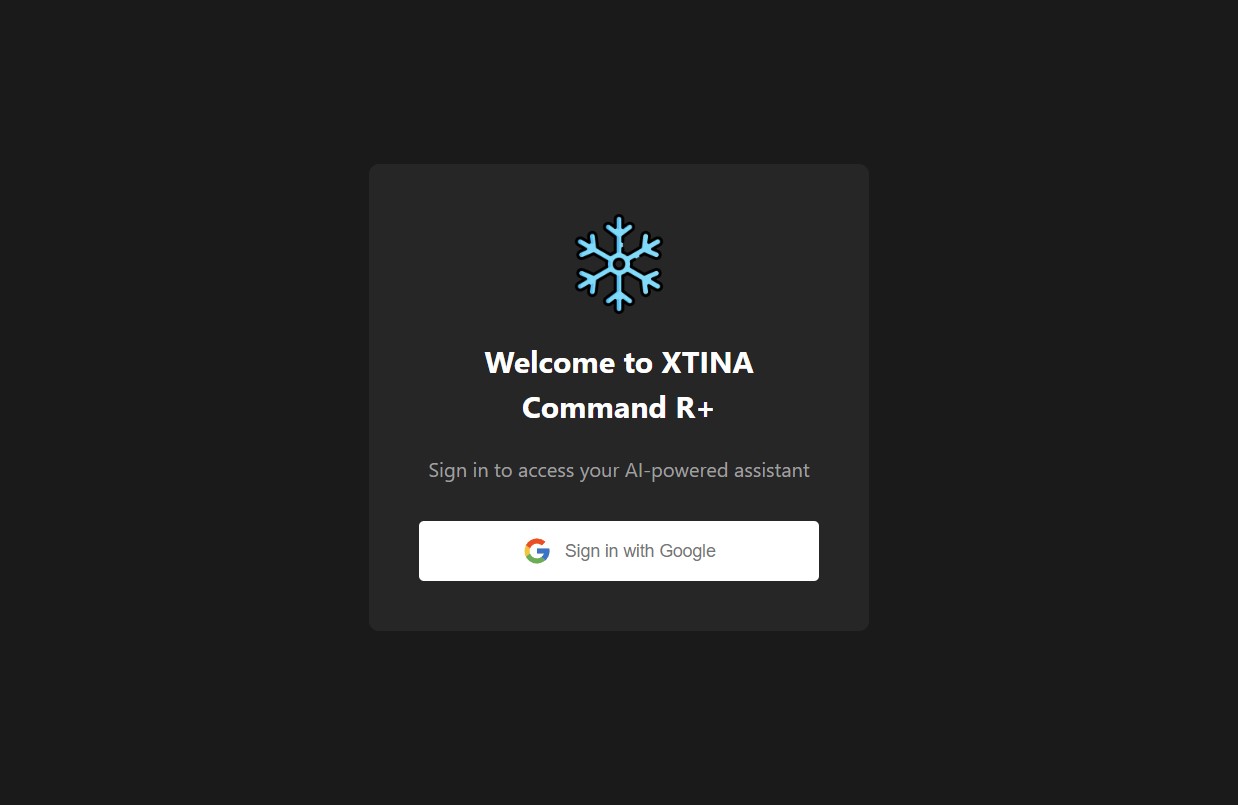 Welcome to XTINA
Command R+
Sign in to access your AI-powered assistant
Sign in with Google